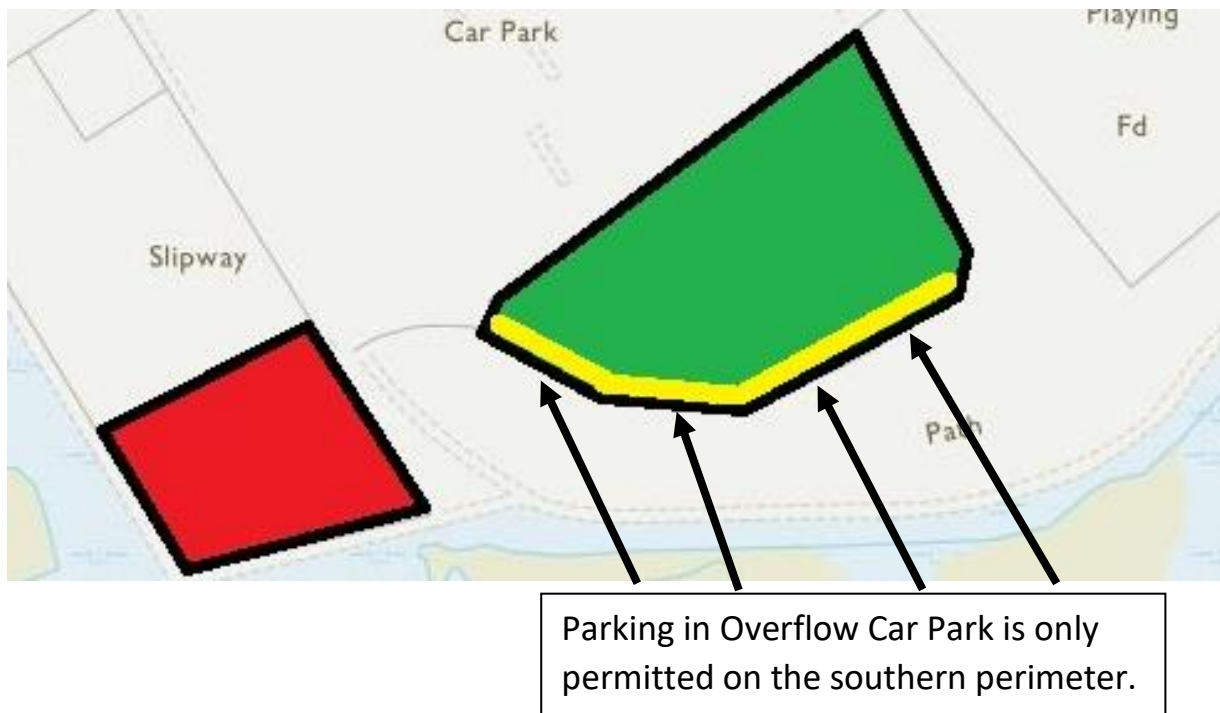 Car Park
Playing
Fd
Slipway
Path
Parking in Overflow Car Park is only
permitted on the southern perimeter.